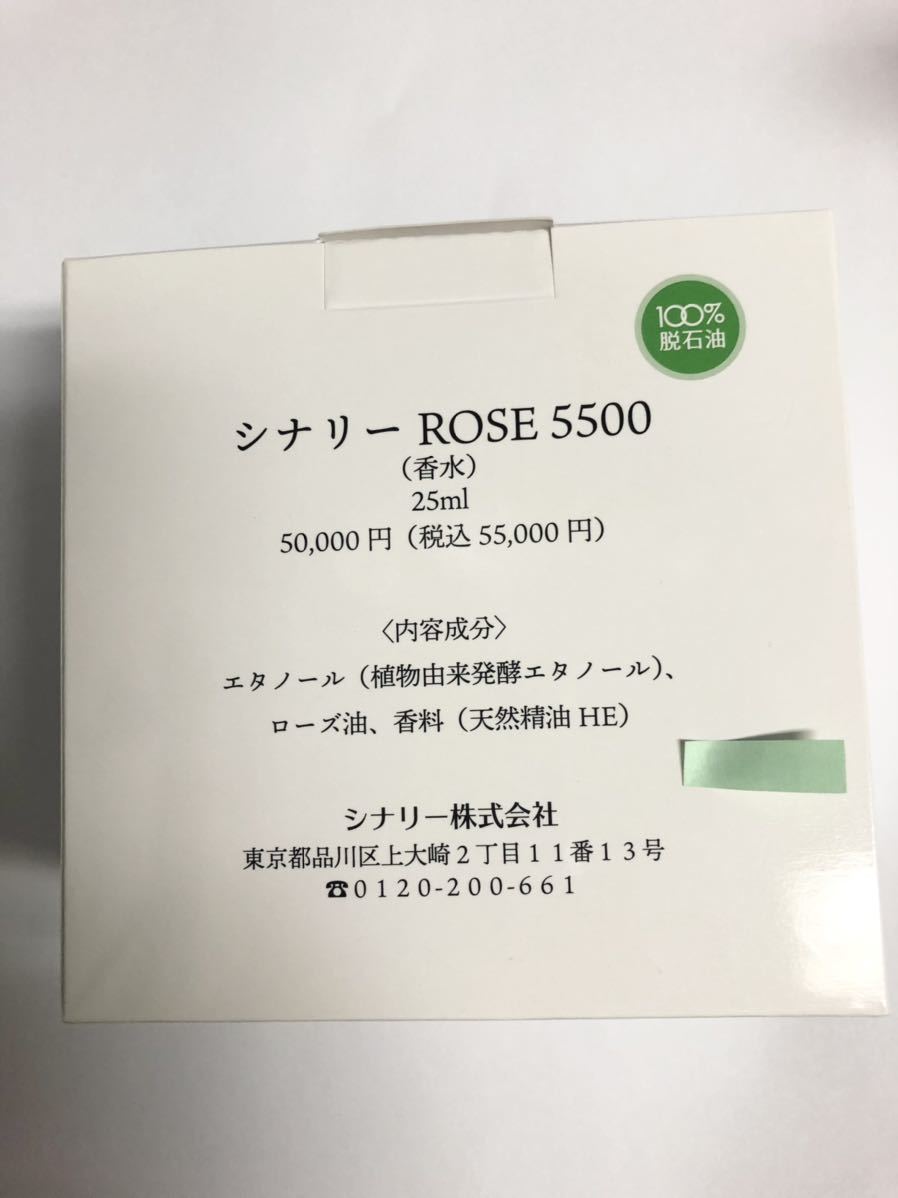 100%
脱石油
シナリー ROSE 5500
（香水）
25ml
50,000 円（税込 55,000 円）
〈内容成分〉
エタノール（植物由来発酵エタノール）、
ローズ油、香料（天然精油 HE）
シナリー株式会社
東京都品川区上大崎２丁目１１番１３号
☎０１２０-２００-６６１